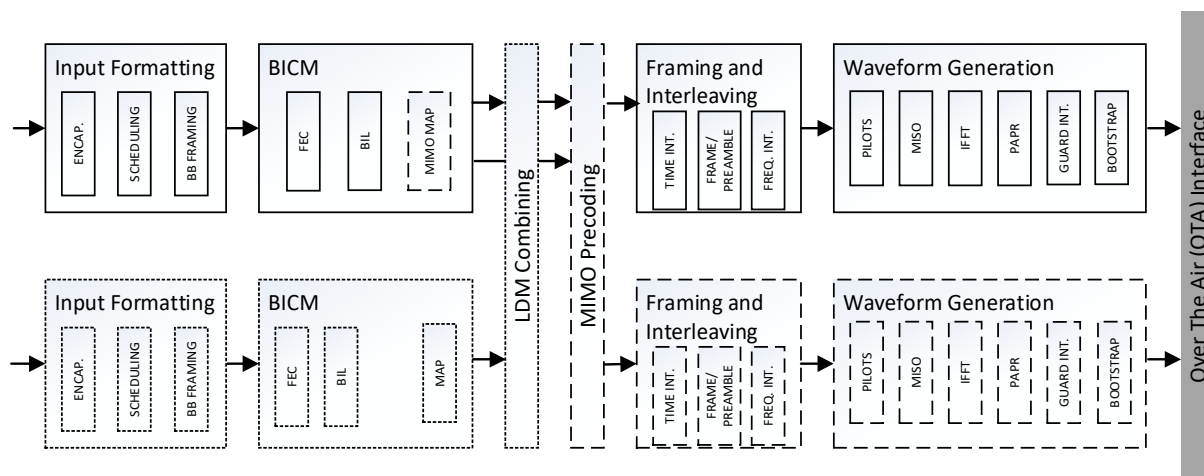 Input Formatting
ENCAP.
SCHEDULING
BB FRAMING
BICM
FEC
BIL
MIMO MAP
LDM Combining
MIMO Precoding
Framing and
Interleaving
TIME INT.
FRAME/
PREAMBLE
FREQ. INT.
Waveform Generation
PILOTS
MISO
IFFT
PAPR
GUARD INT.
BOOTSTRAP
Over The Air (OTA) Interface
Input Formatting
ENCAP.
SCHEDULING
BB FRAMING
BICM
FEC
BIL
MAP
Framing and
Interleaving
TIME INT.
FRAME/
PREAMBLE
FREQ. INT.
Waveform Generation
PILOTS
MISO
IFFT
PAPR
GUARD INT.
BOOTSTRAP